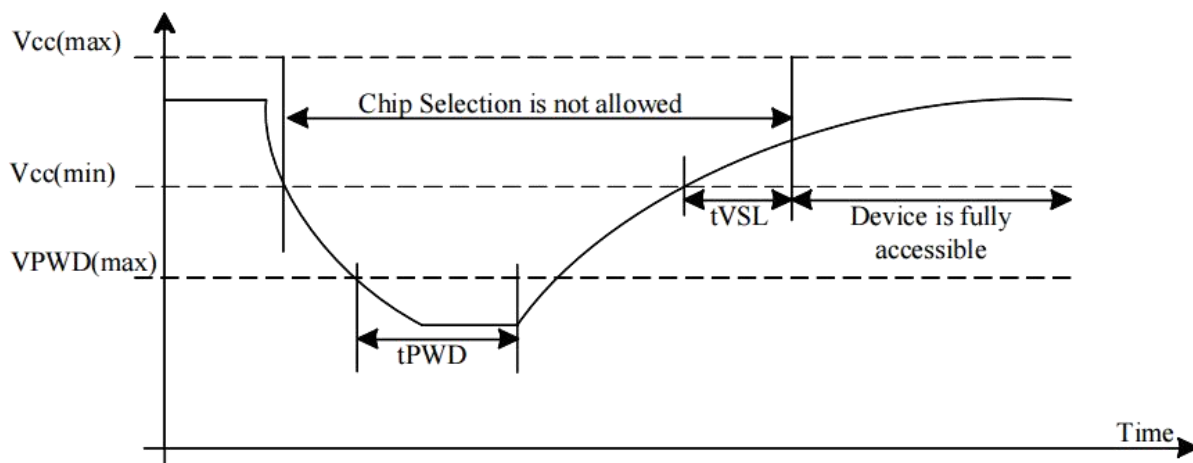 Vcc(max)
Chip Selection is not allowed
Vcc(min)
tVSL
Device is fully
accessible
VPWD(max)
tPWD
Time